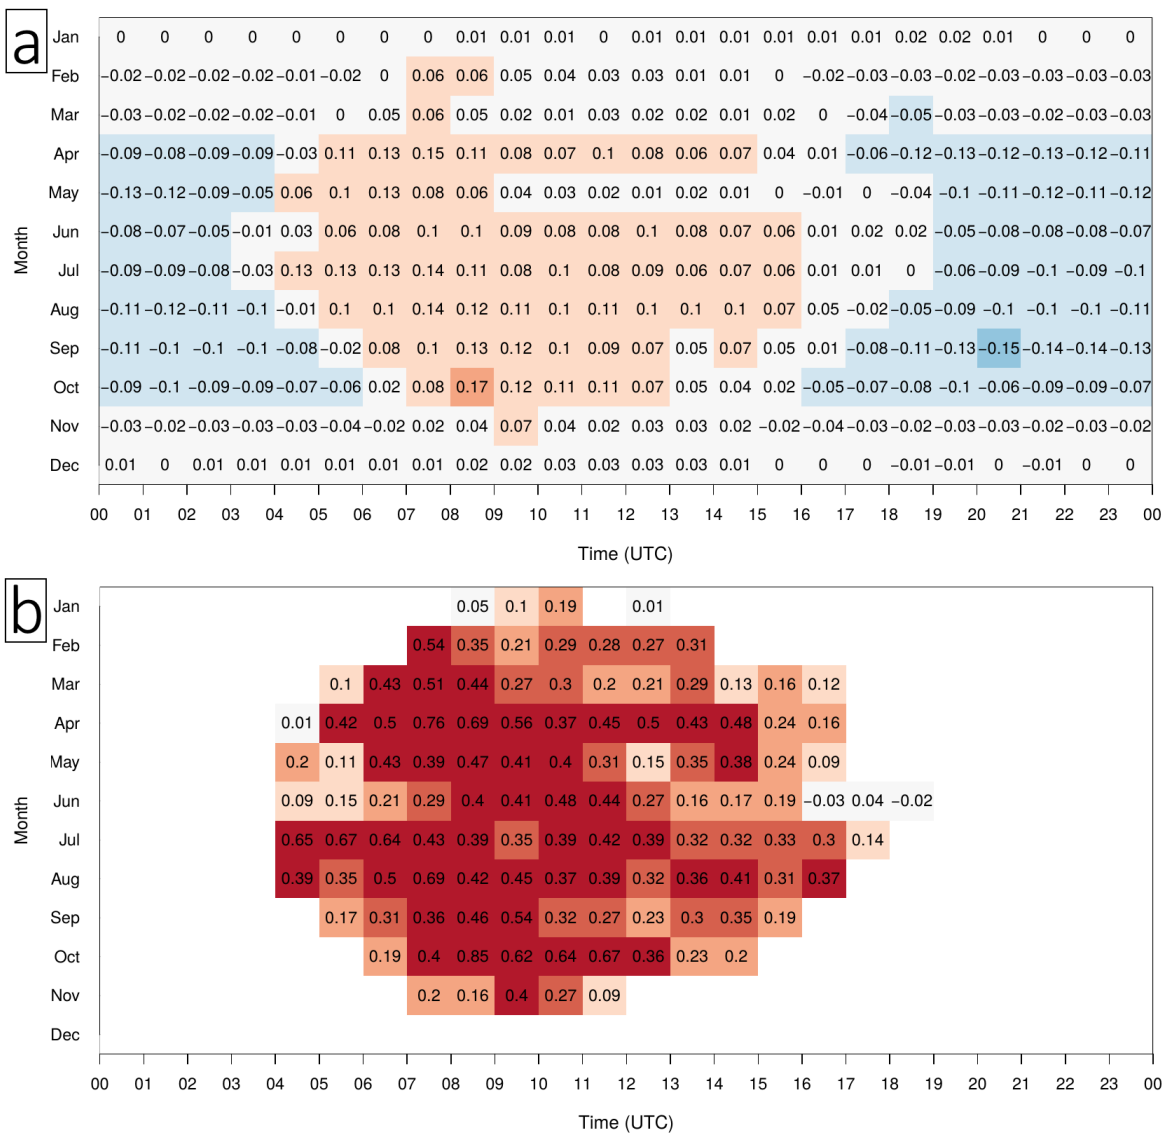 a
Jan 0 0 0 0 0 0 0 0 0.01 0.01 0.01 0 0.01 0.01 0.01 0.01 0.01 0.01 0.02 0.02 0.01 0 0 0
Feb −0.02 −0.02 −0.02 −0.02 −0.01 −0.02 0 0.06 0.06 0.05 0.04 0.03 0.03 0.01 0.01 0 −0.02 −0.03 −0.03 −0.02 −0.03 −0.03 −0.03 −0.03
Mar −0.03 −0.02 −0.02 −0.02 −0.01 0 0.05 0.06 0.05 0.02 0.01 0.03 0.02 0.02 0.01 0.02 0 −0.04 −0.05 −0.03 −0.03 −0.02 −0.03 −0.03
Apr −0.09 −0.08 −0.09 −0.09 −0.03 0.11 0.13 0.15 0.11 0.08 0.07 0.1 0.08 0.06 0.07 0.04 0.01 −0.06 −0.12 −0.13 −0.12 −0.13 −0.12 −0.11
May −0.13 −0.12 −0.09 −0.05 0.06 0.1 0.13 0.08 0.06 0.04 0.03 0.02 0.01 0.02 0.01 0 −0.01 0 −0.04 −0.1 −0.11 −0.12 −0.11 −0.12
Jun −0.08 −0.07 −0.05 −0.01 0.03 0.06 0.08 0.1 0.1 0.09 0.08 0.08 0.1 0.08 0.07 0.06 0.01 0.02 0.02 −0.05 −0.08 −0.08 −0.08 −0.07
Month
Jul −0.09 −0.09 −0.08 −0.03 0.13 0.13 0.13 0.14 0.11 0.08 0.1 0.08 0.09 0.06 0.07 0.06 0.01 0.01 0 −0.06 −0.09 −0.1 −0.09 −0.1
Aug −0.11 −0.12 −0.11 −0.1 −0.01 0.1 0.1 0.14 0.12 0.11 0.1 0.11 0.1 0.1 0.1 0.07 0.05 −0.02 −0.05 −0.09 −0.1 −0.1 −0.1 −0.11
Sep −0.11 −0.1 −0.1 −0.1 −0.08 −0.02 0.08 0.1 0.13 0.12 0.1 0.09 0.07 0.05 0.07 0.05 0.01 −0.08 −0.11 −0.13 −0.15 −0.14 −0.14 −0.13
Oct −0.09 −0.1 −0.09 −0.09 −0.07 −0.06 0.02 0.08 0.17 0.12 0.11 0.11 0.07 0.05 0.04 0.02 −0.05 −0.07 −0.08 −0.1 −0.06 −0.09 −0.09 −0.07
Nov −0.03 −0.02 −0.03 −0.03 −0.03 −0.04 −0.02 0.02 0.04 0.07 0.04 0.02 0.03 0.03 0.02 −0.02 −0.04 −0.03 −0.02 −0.03 −0.03 −0.02 −0.03 −0.02
Dec 0.01 0 0.01 0.01 0.01 0.01 0.01 0.01 0.02 0.02 0.03 0.03 0.03 0.03 0.01 0 0 0 −0.01 −0.01 0 −0.01 0 0
00 01 02 03 04 05 06 07 08 09 10 11 12 13 14 15 16 17 18 19 20 21 22 23 00
Time (UTC)
b
Jan 0.05 0.1 0.19 0.01
Feb 0.54 0.35 0.21 0.29 0.28 0.27 0.31
Mar 0.1 0.43 0.51 0.44 0.27 0.3 0.2 0.21 0.29 0.13 0.16 0.12
Apr 0.01 0.42 0.5 0.76 0.69 0.56 0.37 0.45 0.5 0.43 0.48 0.24 0.16
May 0.2 0.11 0.43 0.39 0.47 0.41 0.4 0.31 0.15 0.35 0.38 0.24 0.09
Jun 0.09 0.15 0.21 0.29 0.4 0.41 0.48 0.44 0.27 0.16 0.17 0.19 −0.03 0.04 −0.02
Month
Jul 0.65 0.67 0.64 0.43 0.39 0.35 0.39 0.42 0.39 0.32 0.32 0.33 0.3 0.14
Aug 0.39 0.35 0.5 0.69 0.42 0.45 0.37 0.39 0.32 0.36 0.41 0.31 0.37
Sep 0.17 0.31 0.36 0.46 0.54 0.32 0.27 0.23 0.3 0.35 0.19
Oct 0.19 0.4 0.85 0.62 0.64 0.67 0.36 0.23 0.2
Nov 0.2 0.16 0.4 0.27 0.09
Dec
00 01 02 03 04 05 06 07 08 09 10 11 12 13 14 15 16 17 18 19 20 21 22 23 00
Time (UTC)